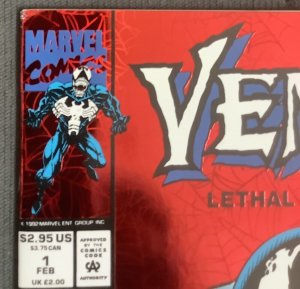 MARVEL
COMICS
VEN
LETHAL
© 1992 MARVEL ENT GROUP INC
$2.95 US
$3.75 CAN
1
FEB
UK £2.00
APPROVED
BY THE
COMICS
CODE
CA
AUTHORITY